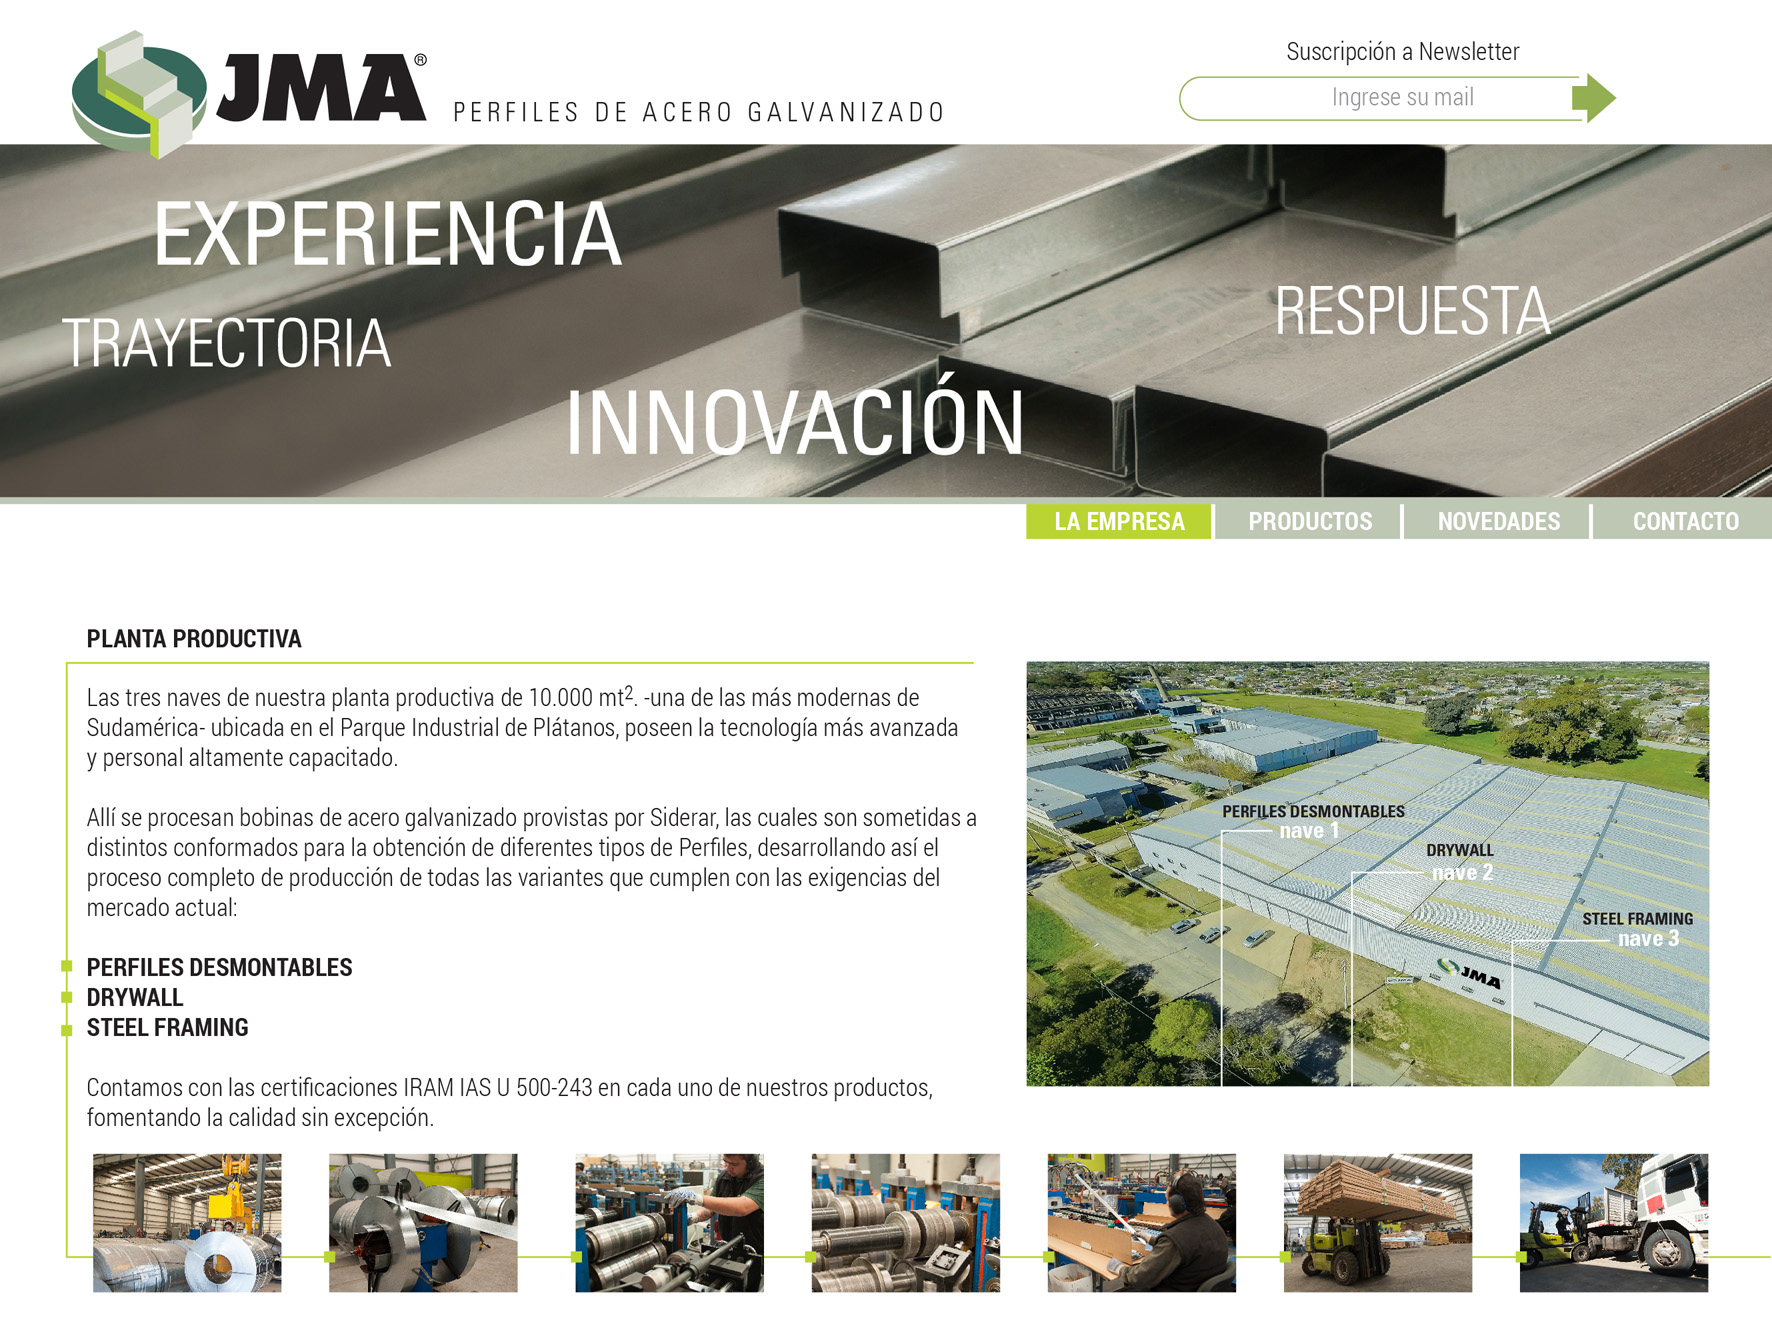 JMA®
PERFILES DE ACERO GALVANIZADO
Suscripción a Newsletter
Ingrese su mail
EXPERIENCIA
TRAYECTORIA
RESPUESTA
INNOVACIÓN
LA EMPRESA
PRODUCTOS
NOVEDADES
CONTACTO
PLANTA PRODUCTIVA
Las tres naves de nuestra planta productiva de 10.000 mt². -una de las más modernas de
Sudamérica- ubicada en el Parque Industrial de Plátanos, poseen la tecnología más avanzada
y personal altamente capacitado.
Allí se procesan bobinas de acero galvanizado provistas por Siderar, las cuales son sometidas a
distintos conformados para la obtención de diferentes tipos de Perfiles, desarrollando así el
proceso completo de producción de todas las variantes que cumplen con las exigencias del
mercado actual:
PERFILES DESMONTABLES
DRYWALL
STEEL FRAMING
Contamos con las certificaciones IRAM IAS U 500-243 en cada uno de nuestros productos,
fomentando la calidad sin excepción.
PERFILES DESMONTABLES
nave 1
DRYWALL
nave 2
STEEL FRAMING
nave 3
JMA